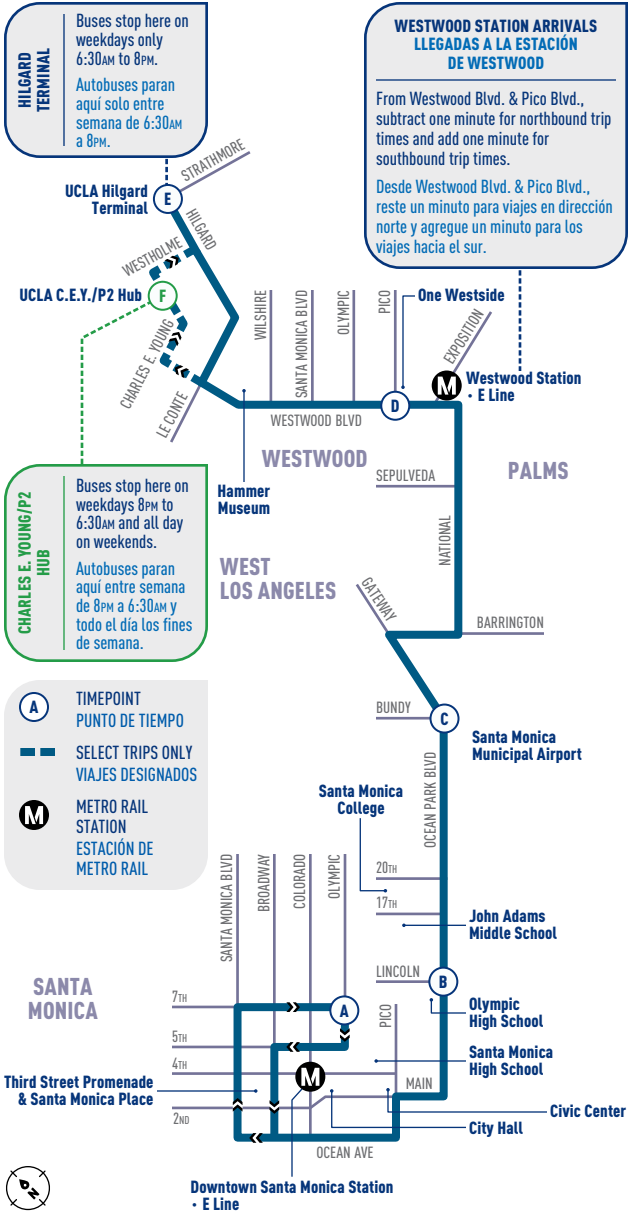 HILGARD
TERMINAL
Buses stop here on
weekdays only
6:30AM to 8PM.
Autobuses paran
aquí solo entre
semana de 6:30AM
a 8PM.
WESTWOOD STATION ARRIVALS
LLEGADAS A LA ESTACIÓN
DE WESTWOOD
From Westwood Blvd. & Pico Blvd.,
subtract one minute for northbound trip
times and add one minute for
southbound trip times.
Desde Westwood Blvd. & Pico Blvd.,
reste un minuto para viajes en dirección
norte y agregue un minuto para los
viajes hacia el sur.
STRATHMORE
UCLA Hilgard
Terminal
E
HILGARD
WESTHOLME
UCLA C.E.Y./P2 Hub
F
CHARLES E. YOUNG
LE CONTE
WILSHIRE
SANTA MONICA BLVD
OLYMPIC
PICO
One Westside
EXPOSITION
M
Westwood Station
• E Line
D
WESTWOOD BLVD
WESTWOOD
PALMS
SEPULVEDA
Hammer
Museum
NATIONAL
CHARLES E. YOUNG/P2
HUB
Buses stop here on
weekdays 8PM to
6:30AM and all day
on weekends.
Autobuses paran
aquí entre semana
de 8PM a 6:30AM y
todo el día los fines
de semana.
WEST
LOS ANGELES
GATEWAY
BARRINGTON
BUNDY
C
Santa Monica
Municipal Airport
A
TIMEPOINT
PUNTO DE TIEMPO
SELECT TRIPS ONLY
VIAJES DESIGNADOS
M
METRO RAIL
STATION
ESTACIÓN DE
METRO RAIL
OCEAN PARK BLVD
Santa Monica
College
20TH
17TH
John Adams
Middle School
SANTA MONICA BLVD
BROADWAY
COLORADO
OLYMPIC
LINCOLN
B
Olympic
High School
SANTA
MONICA
7TH
A
PICO
5TH
4TH
Santa Monica
High School
M
Third Street Promenade
& Santa Monica Place
MAIN
2ND
Civic Center
City Hall
OCEAN AVE
Downtown Santa Monica Station
• E Line
N